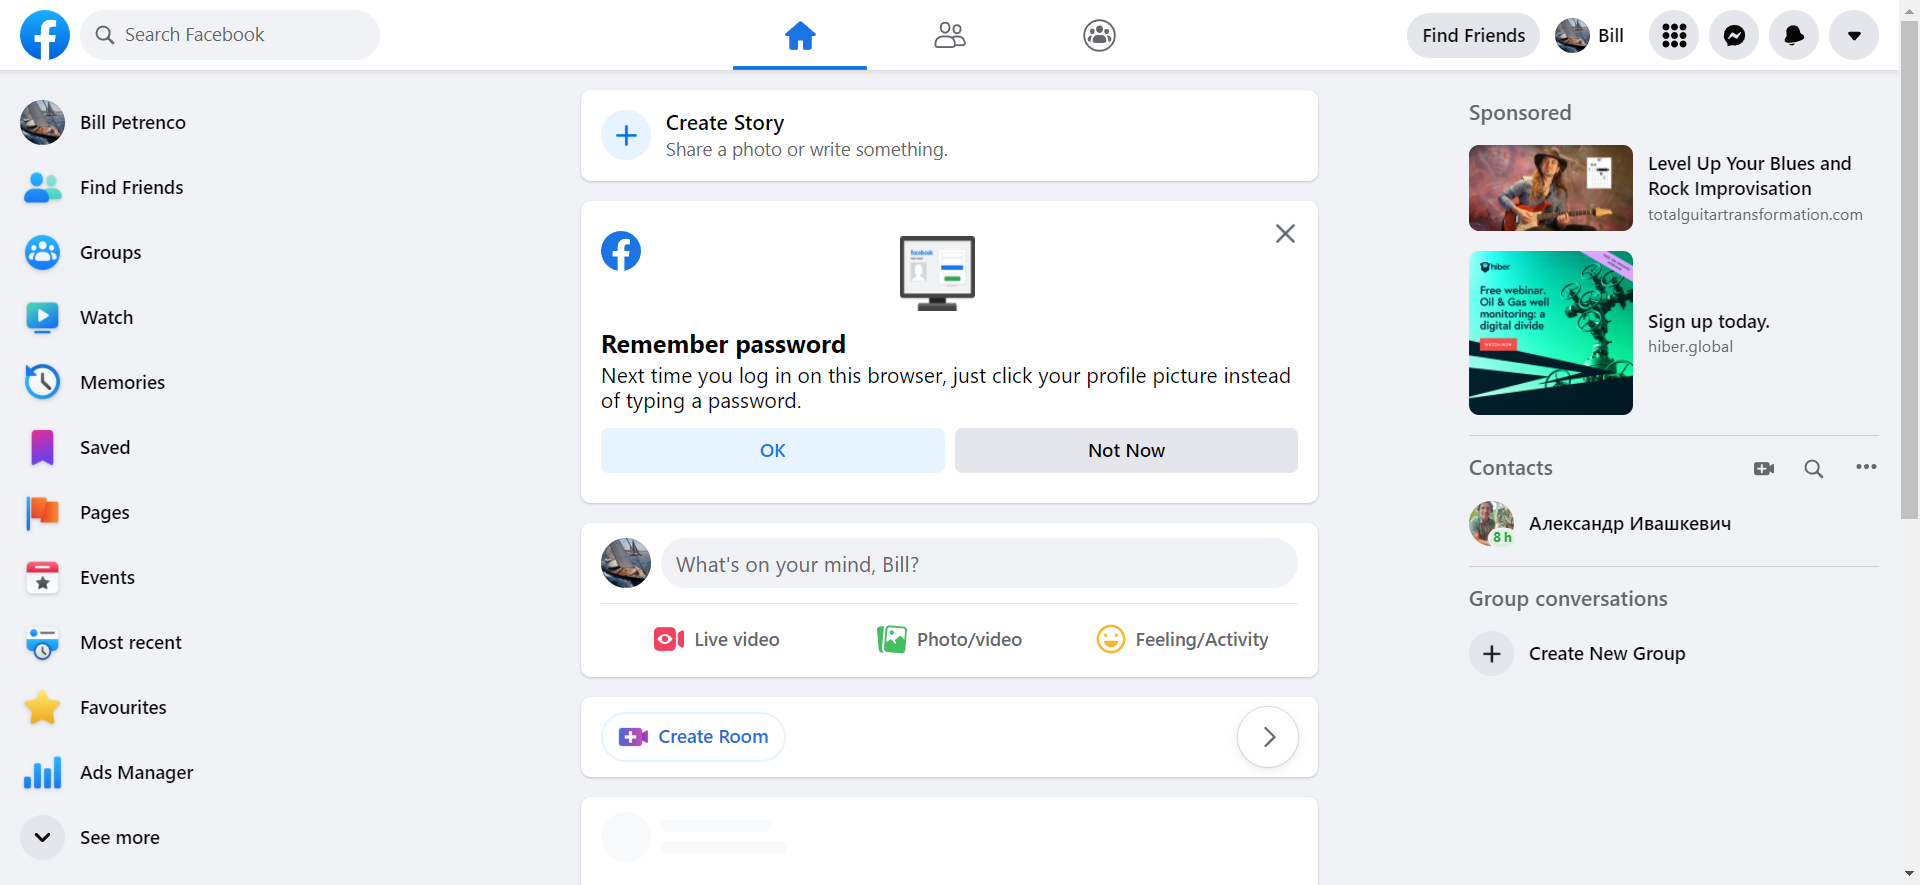 Search Facebook
Find Friends
Bill
Bill Petrenco
Find Friends
Groups
Watch
Memories
Saved
Pages
Events
Most recent
Favourites
Ads Manager
See more
Create Story
Share a photo or write something.
facebook
Remember password
Next time you log in on this browser, just click your profile picture instead
of typing a password.
OK
Not Now
What's on your mind, Bill?
Live video
Photo/video
Feeling/Activity
Create Room
Sponsored
Level Up Your Blues and
Rock Improvisation
totalguitartransformation.com
hiber
Free webinar.
Oil & Gas well
monitoring: a
digital divide
WATCH NOW
Sign up today.
hiber.global
Contacts
Александр Ивашкевич
8 h
Group conversations
Create New Group